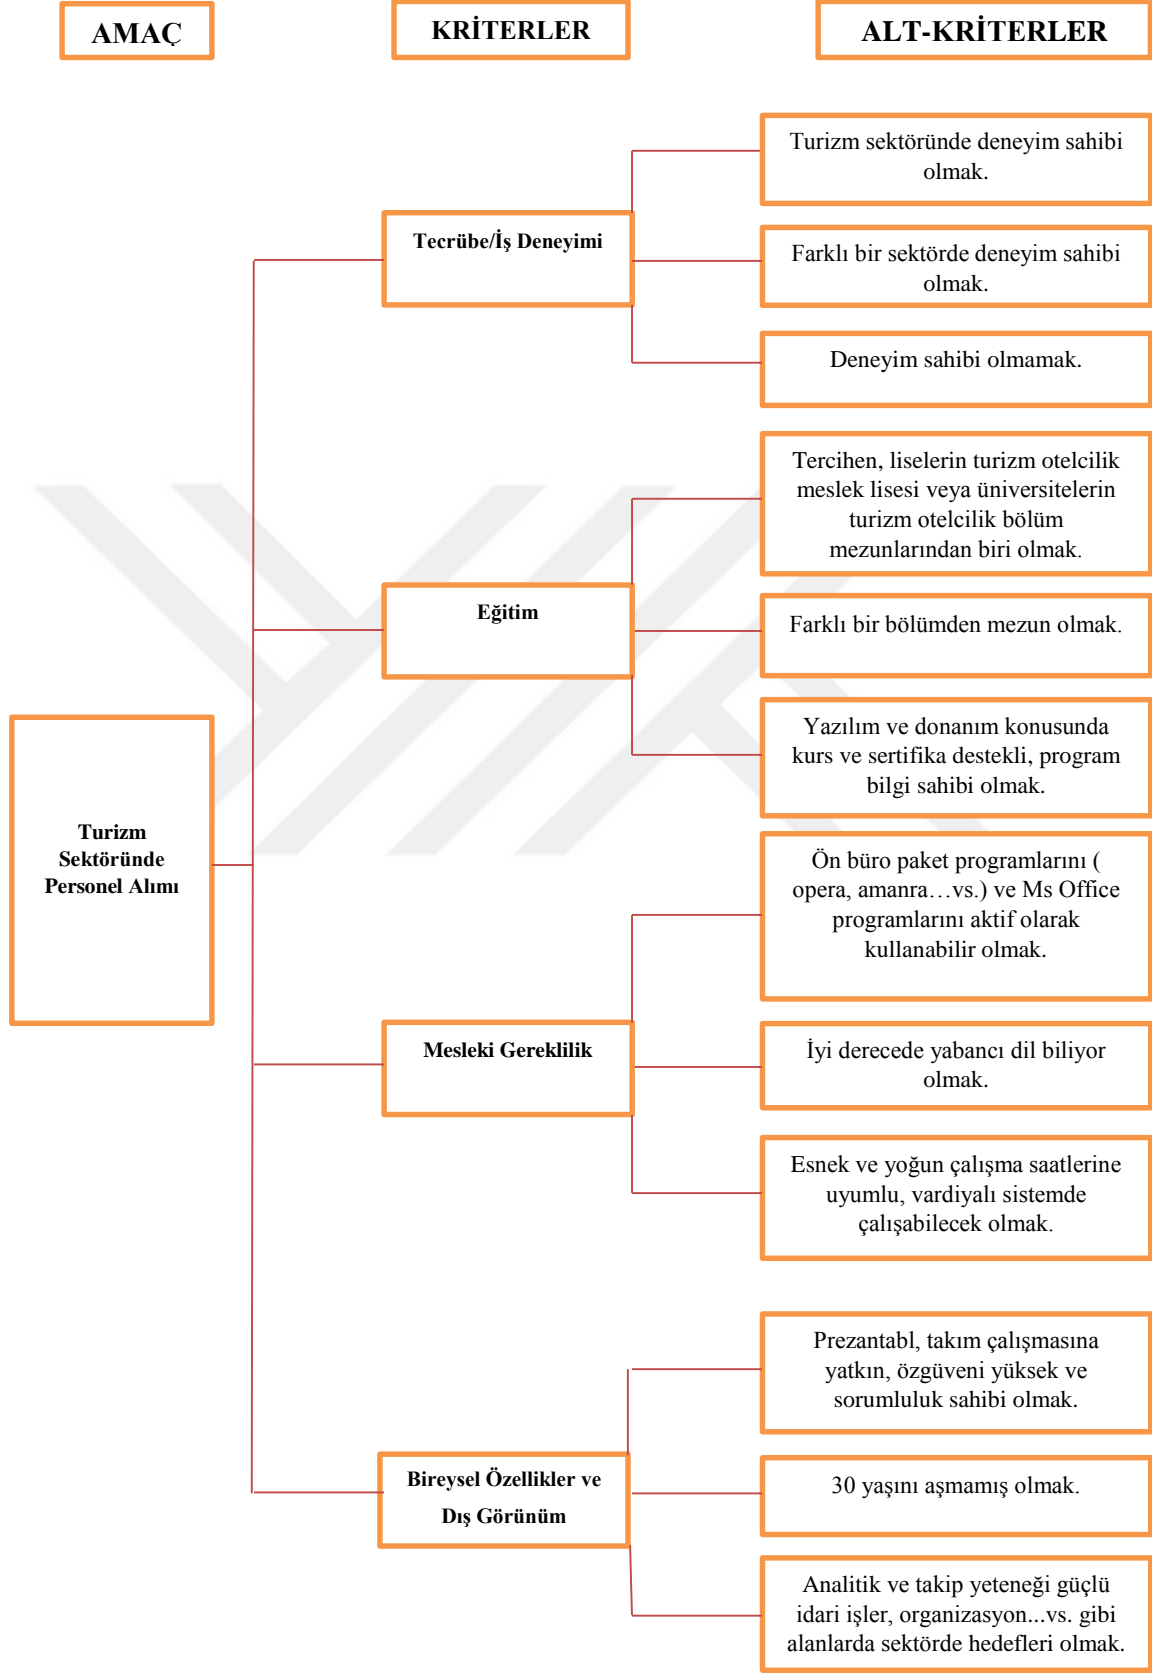 AMAÇ
KRİTERLER
ALT-KRİTERLER
Turizm
Sektöründe
Personel Alımı
Tecrübe/İş Deneyimi
Turizm sektöründe deneyim sahibi
olmak.
Farklı bir sektörde deneyim sahibi
olmak.
Deneyim sahibi olmamak.
Eğitim
Tercihen, liselerin turizm otelcilik
meslek lisesi veya üniversitelerin
turizm otelcilik bölüm
mezunlarından biri olmak.
Farklı bir bölümden mezun olmak.
Yazılım ve donanım konusunda
kurs ve sertifika destekli, program
bilgi sahibi olmak.
Mesleki Gereklilik
Ön büro paket programlarını (
opera, amanra…vs.) ve Ms Office
programlarını aktif olarak
kullanabilir olmak.
İyi derecede yabancı dil biliyor
olmak.
Esnek ve yoğun çalışma saatlerine
uyumlu, vardiyalı sistemde
çalışabilecek olmak.
Bireysel Özellikler ve
Dış Görünüm
Prezantabl, takım çalışmasına
yatkın, özgüveni yüksek ve
sorumluluk sahibi olmak.
30 yaşını aşmamış olmak.
Analitik ve takip yeteneği güçlü
idari işler, organizasyon...vs. gibi
alanlarda sektörde hedefleri olmak.